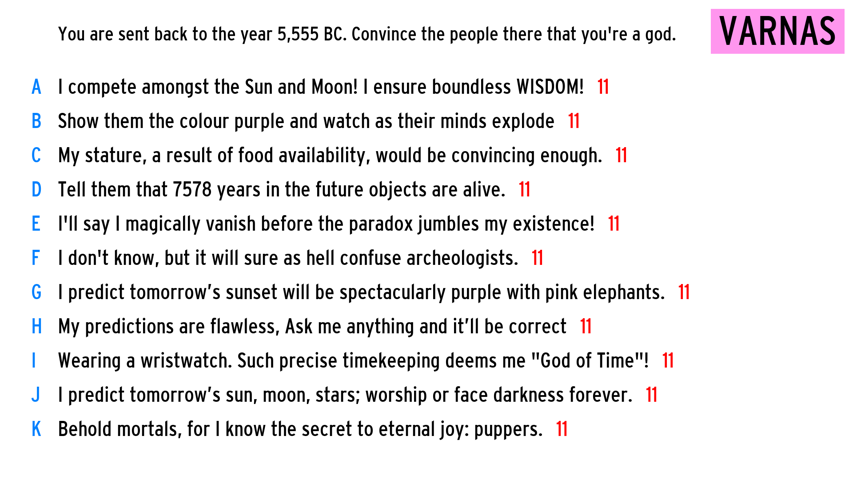 You are sent back to the year 5,555 BC. Convince the people there that you're a god.
VARNAS
A I compete amongst the Sun and Moon! I ensure boundless WISDOM! 11
B Show them the colour purple and watch as their minds explode 11
C My stature, a result of food availability, would be convincing enough. 11
D Tell them that 7578 years in the future objects are alive. 11
E I'll say I magically vanish before the paradox jumbles my existence! 11
F I don't know, but it will sure as hell confuse archeologists. 11
G I predict tomorrow’s sunset will be spectacularly purple with pink elephants. 11
H My predictions are flawless, Ask me anything and it’ll be correct 11
I Wearing a wristwatch. Such precise timekeeping deems me "God of Time"! 11
J I predict tomorrow’s sun, moon, stars; worship or face darkness forever. 11
K Behold mortals, for I know the secret to eternal joy: puppers. 11